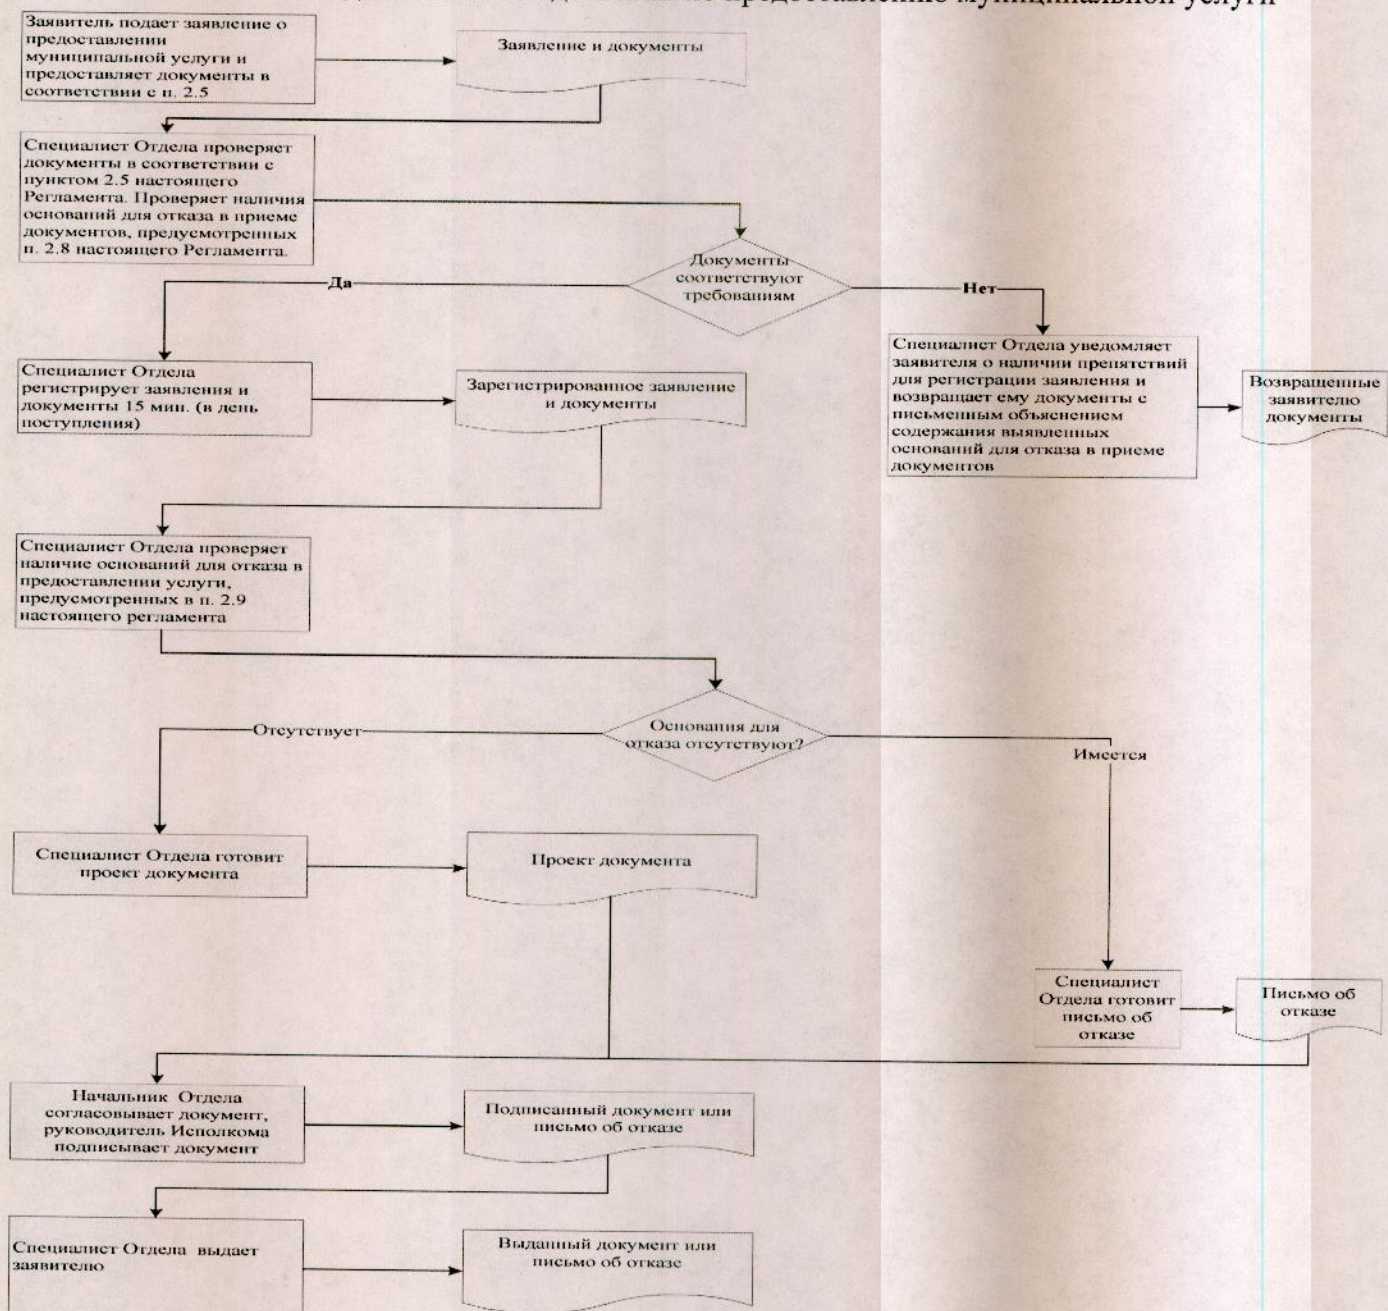 по предоставлению муниципальной услуги
Заявитель подает заявление о
предоставлении
муниципальной услуги и
предоставляет документы в
соответствии с п. 2.5
Заявление и документы
Специалист Отдела проверяет
документы в соответствии с
пунктом 2.5 настоящего
Регламента. Проверяет наличия
оснований для отказа в приеме
документов, предусмотренных
п. 2.8 настоящего Регламента.
Документы
соответствуют
требованиям
Да
Нет
Специалист Отдела
регистрирует заявления и
документы 15 мин. (в день
поступления)
Зарегистрированное заявление
и документы
Специалист Отдела уведомляет
заявителя о наличии препятствий
для регистрации заявления и
возвращает ему документы с
письменным объяснением
содержания выявленных
оснований для отказа в приеме
документов
Возвращенные
заявителю
документы
Специалист Отдела проверяет
наличие оснований для отказа в
предоставлении услуги,
предусмотренных в п. 2.9
настоящего регламента
Основания для
отказа отсутствуют?
Отсутствует
Имеется
Специалист Отдела готовит
проект документа
Проект документа
Специалист
Отдела готовит
письмо об
отказе
Письмо об
отказе
Начальник Отдела
согласовывает документ,
руководитель Исполкома
подписывает документ
Подписанный документ или
письмо об отказе
Специалист Отдела выдает
заявителю
Выданный документ или
письмо об отказе